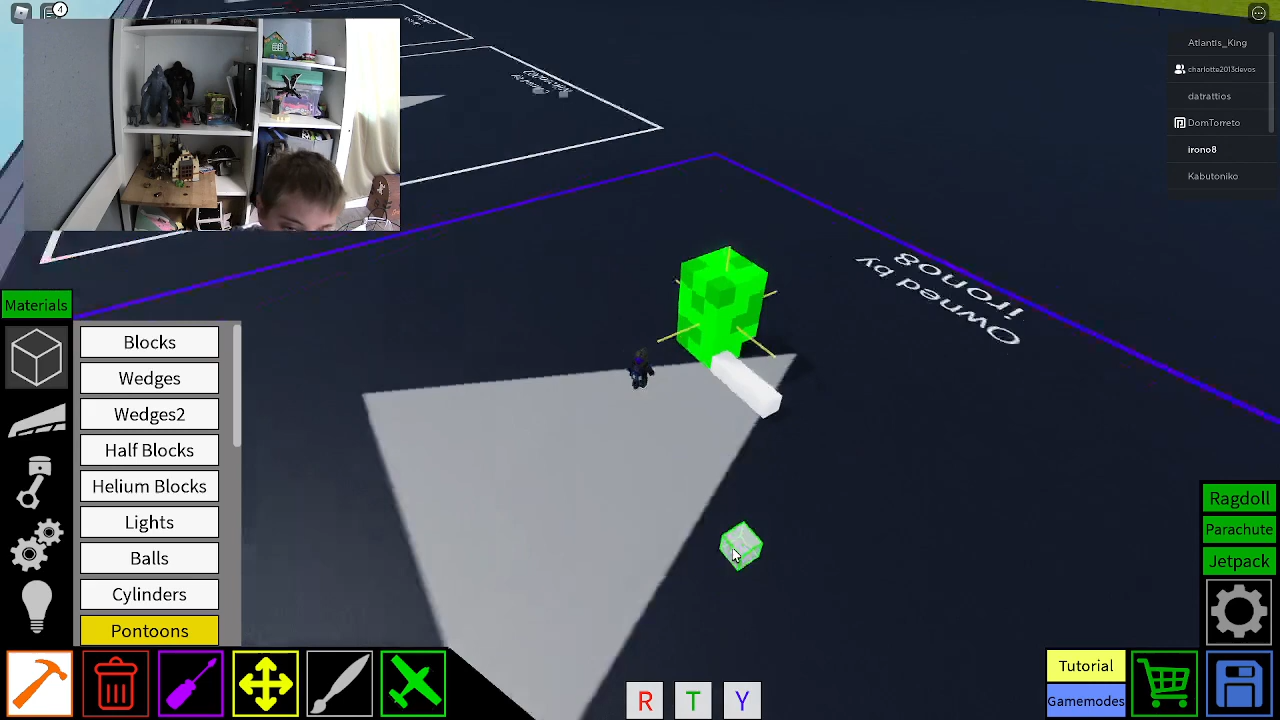 4
Atlantis_King
charlotte2013devos
datrattios
DomTorreto
irono8
Kabutoniko
Owned by
irono8
Materials
Blocks
Wedges
Wedges2
Half Blocks
Helium Blocks
Lights
Balls
Cylinders
Pontoons
Ragdoll
Parachute
Jetpack
Tutorial
Gamemodes
R
T
Y